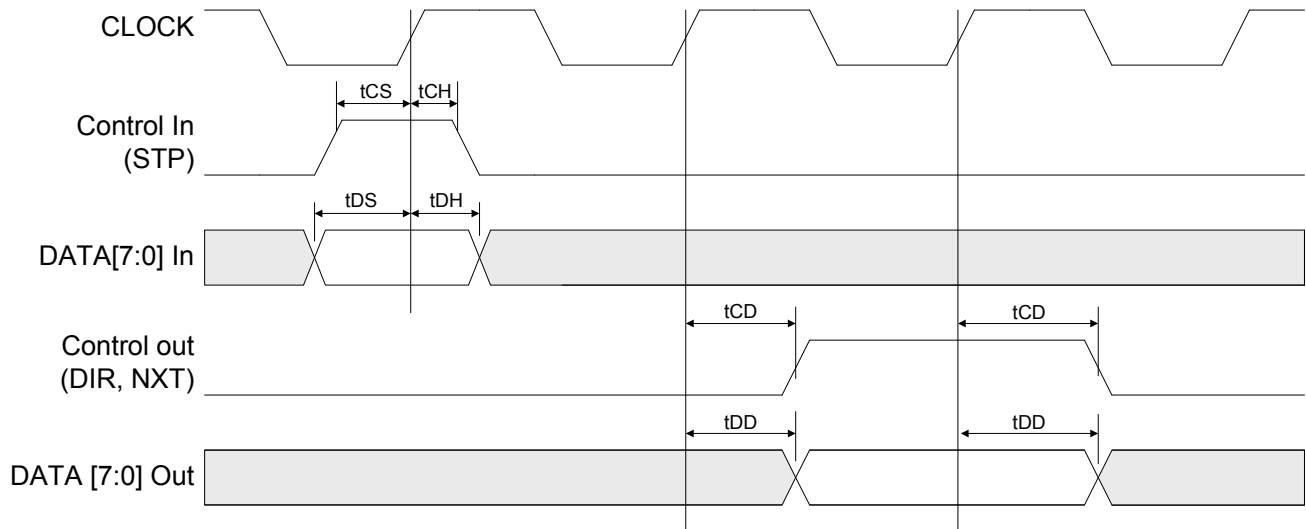 CLOCK
tCS tCH
Control In
(STP)
tDS tDH
DATA[7:0] In
tCD tCD
Control out
(DIR, NXT)
tDD tDD
DATA [7:0] Out